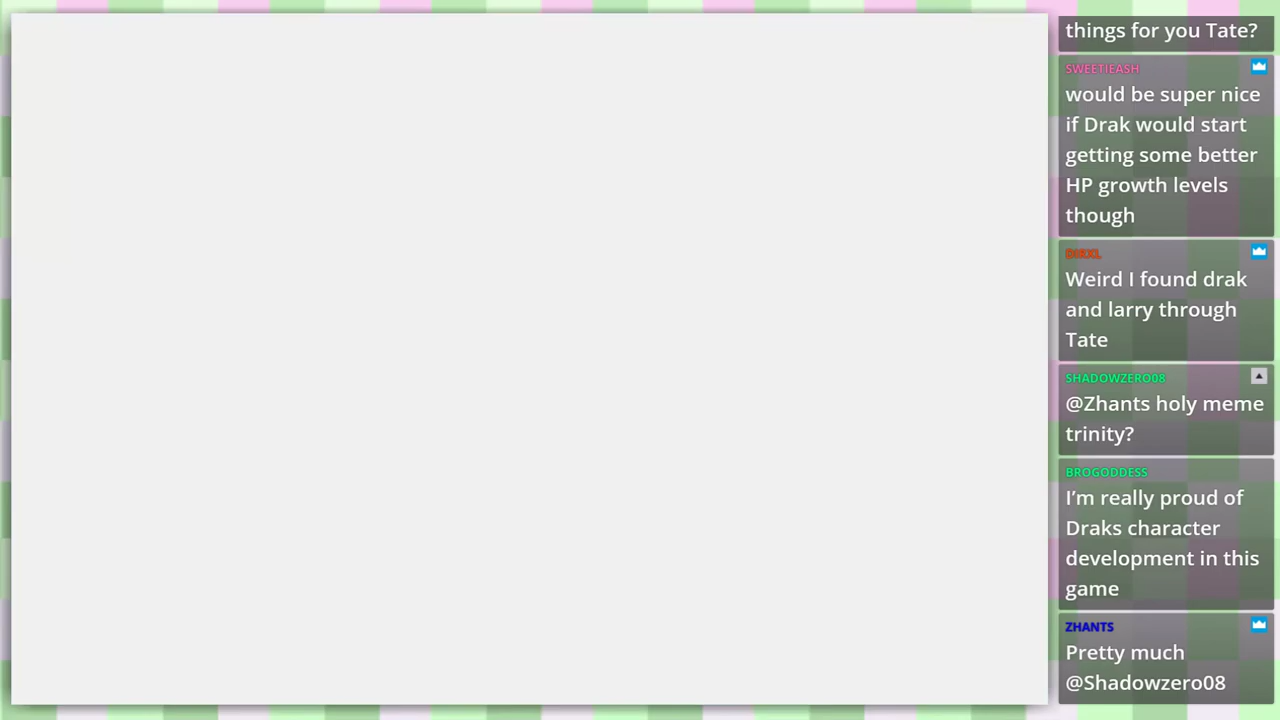 things for you Tate?
SWEETIEASH
would be super nice
if Drak would start
getting some better
HP growth levels
though
DIRXL
Weird I found drak
and larry through
Tate
SHADOWZERO08
@Zhants holy meme
trinity?
BROGODDESS
I’m really proud of
Draks character
development in this
game
ZHANTS
Pretty much
@Shadowzero08